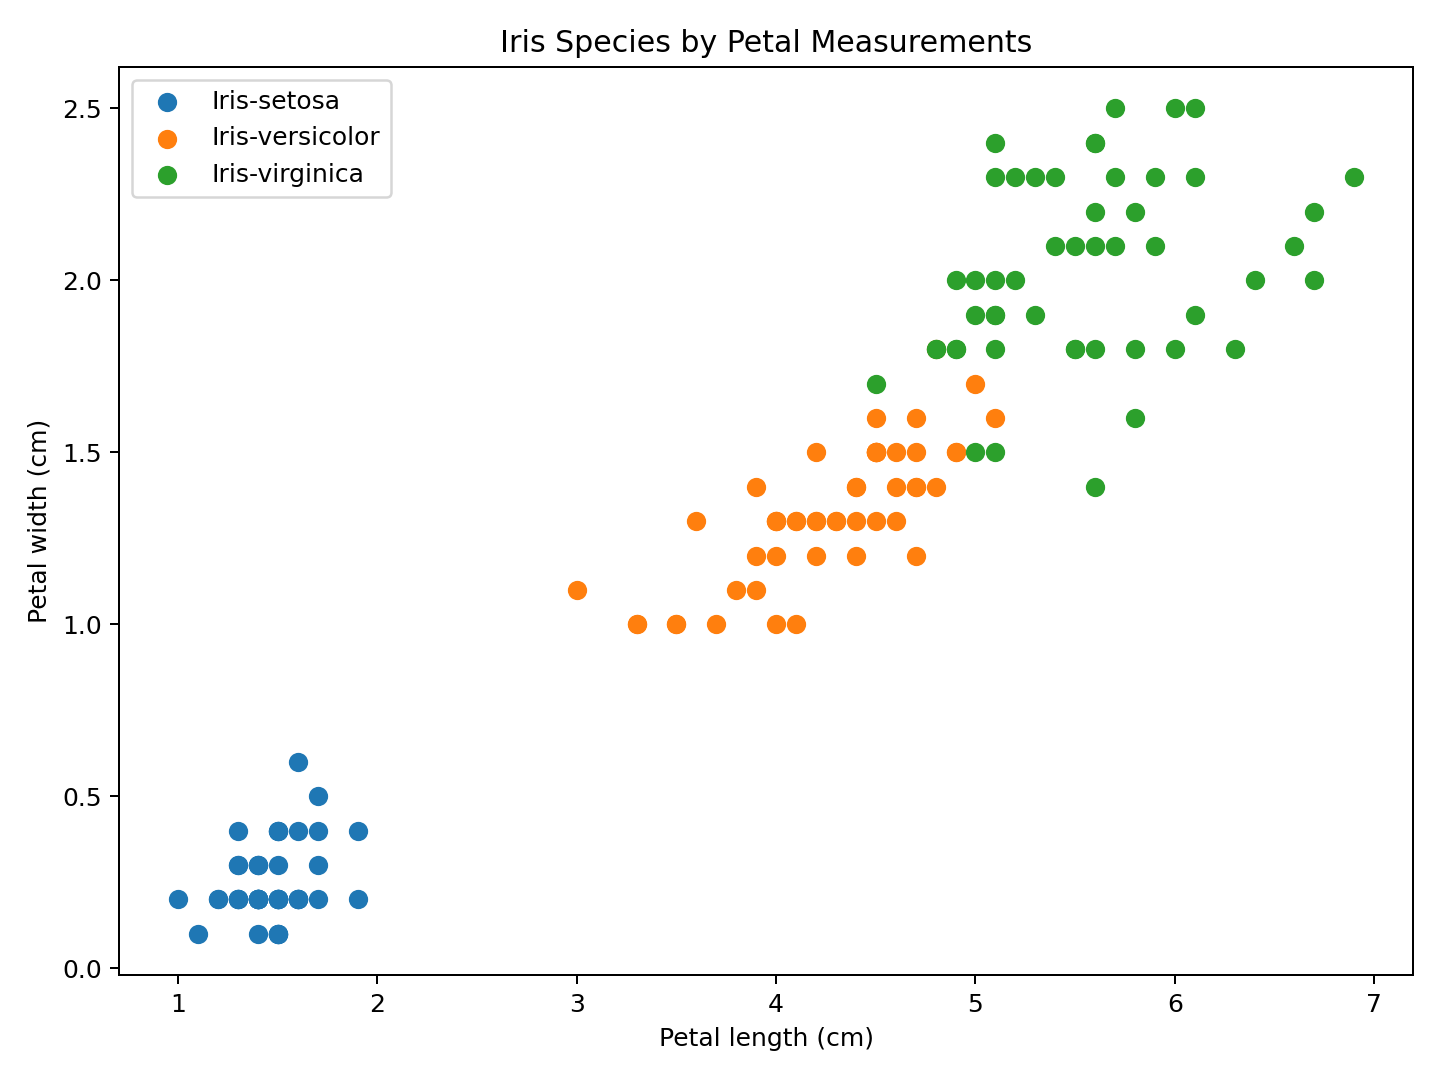 Iris Species by Petal Measurements
Iris-setosa
Iris-versicolor
Iris-virginica
2.5
2.0
1.5
1.0
0.5
0.0
Petal width (cm)
1 2 3 4 5 6 7
Petal length (cm)